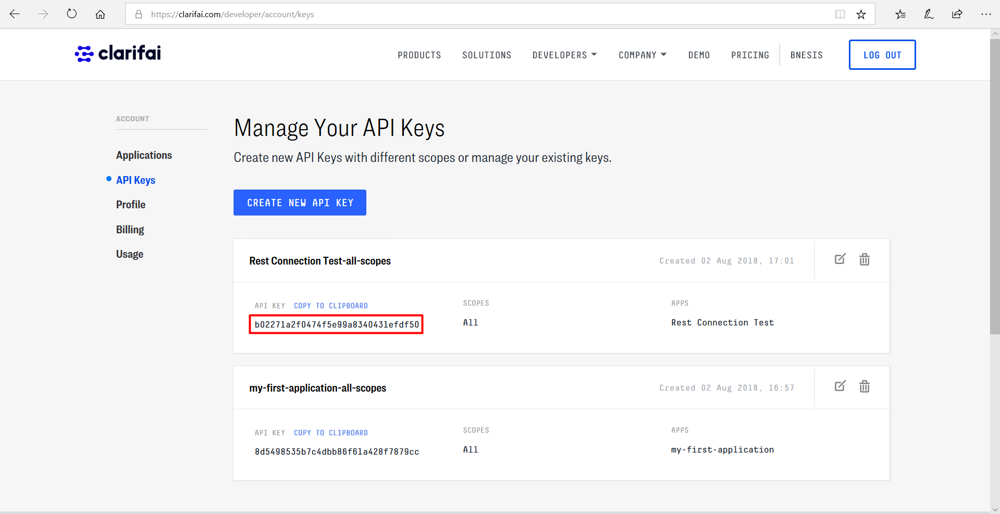 https://clarifai.com/developer/account/keys
clarifai
PRODUCTS SOLUTIONS DEVELOPERS COMPANY DEMO PRICING BNESIS LOG OUT
ACCOUNT
Applications
API Keys
Profile
Billing
Usage
Manage Your API Keys
Create new API Keys with different scopes or manage your existing keys.
CREATE NEW API KEY
Rest Connection Test-all-scopes Created 02 Aug 2018, 17:01
API KEY COPY TO CLIPBOARD SCOPES APPS
b02271a2f0474f5e99a8340431efdf50 All Rest Connection Test
my-first-application-all-scopes Created 02 Aug 2018, 16:57
API KEY COPY TO CLIPBOARD SCOPES APPS
8d5498535b7c4dbb86f61a428f7879cc All my-first-application